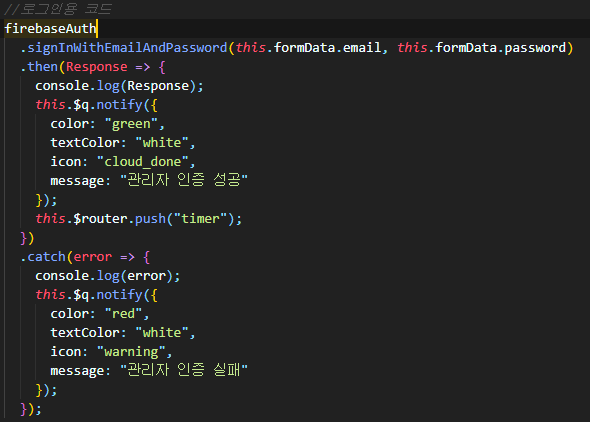 //로그인용 코드
firebaseAuth
.signInWithEmailAndPassword(this.formData.email, this.formData.password)
.then(Response => {
console.log(Response);
this.$q.notify({
color: "green",
textColor: "white",
icon: "cloud_done",
message: "관리자 인증 성공"
});
this.$router.push("timer");
})
.catch(error => {
console.log(error);
this.$q.notify({
color: "red",
textColor: "white",
icon: "warning",
message: "관리자 인증 실패"
});
});